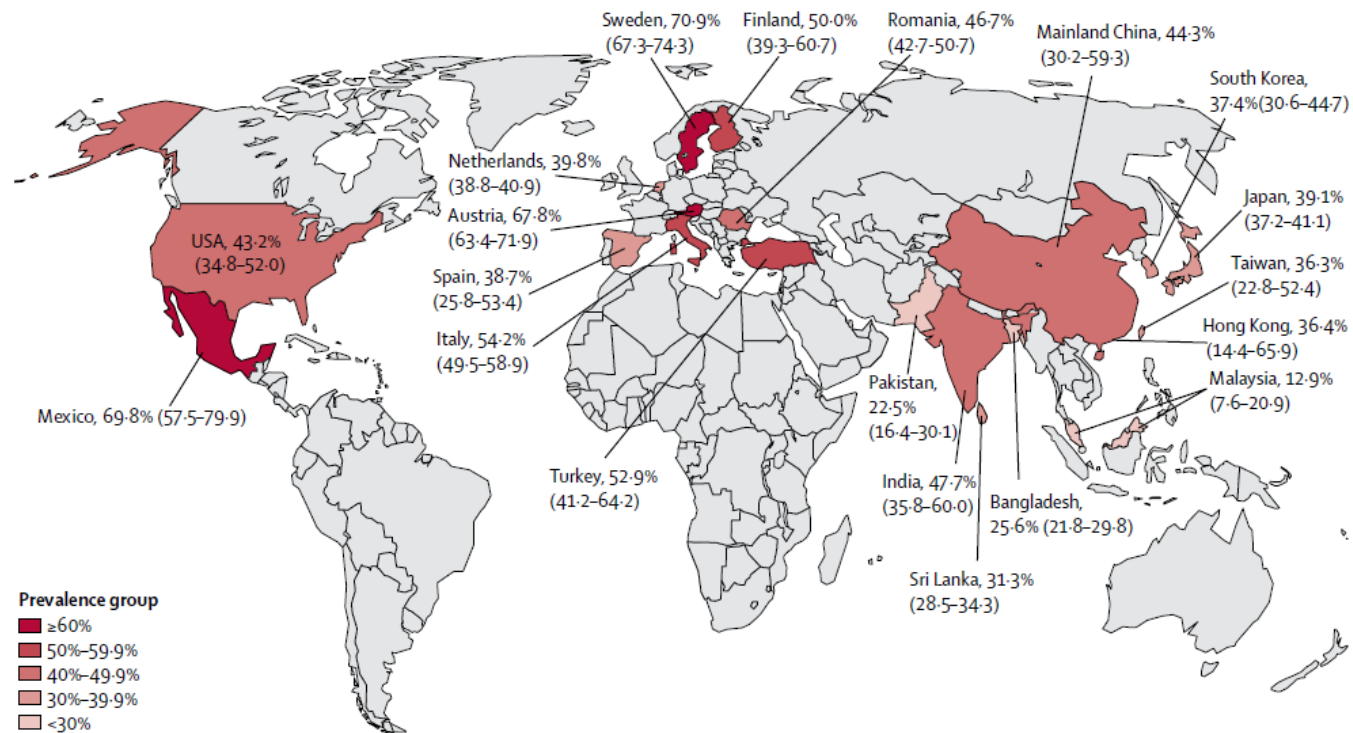 Sweden, 70·9%
(67·3–74·3)
Finland, 50·0%
(39·3–60·7)
Romania, 46·7%
(42·7-50·7)
Mainland China, 44·3%
(30·2–59·3)
South Korea,
37·4%(30·6–44·7)
Netherlands, 39·8%
(38·8–40·9)
Austria, 67·8%
(63·4–71·9)
Japan, 39·1%
(37·2–41·1)
USA, 43·2%
(34·8–52·0)
Taiwan, 36·3%
(22·8–52·4)
Spain, 38·7%
(25·8–53·4)
Hong Kong, 36·4%
(14·4–65·9)
Italy, 54·2%
(49·5–58·9)
Malaysia, 12·9%
(7·6–20·9)
Pakistan,
22·5%
(16·4–30·1)
Mexico, 69·8% (57·5–79·9)
Turkey, 52·9%
(41·2–64·2)
India, 47·7%
(35·8–60·0)
Bangladesh,
25·6% (21·8–29·8)
Sri Lanka, 31·3%
(28·5–34·3)
Prevalence group
≥60%
50%–59·9%
40%–49·9%
30%–39·9%
<30%